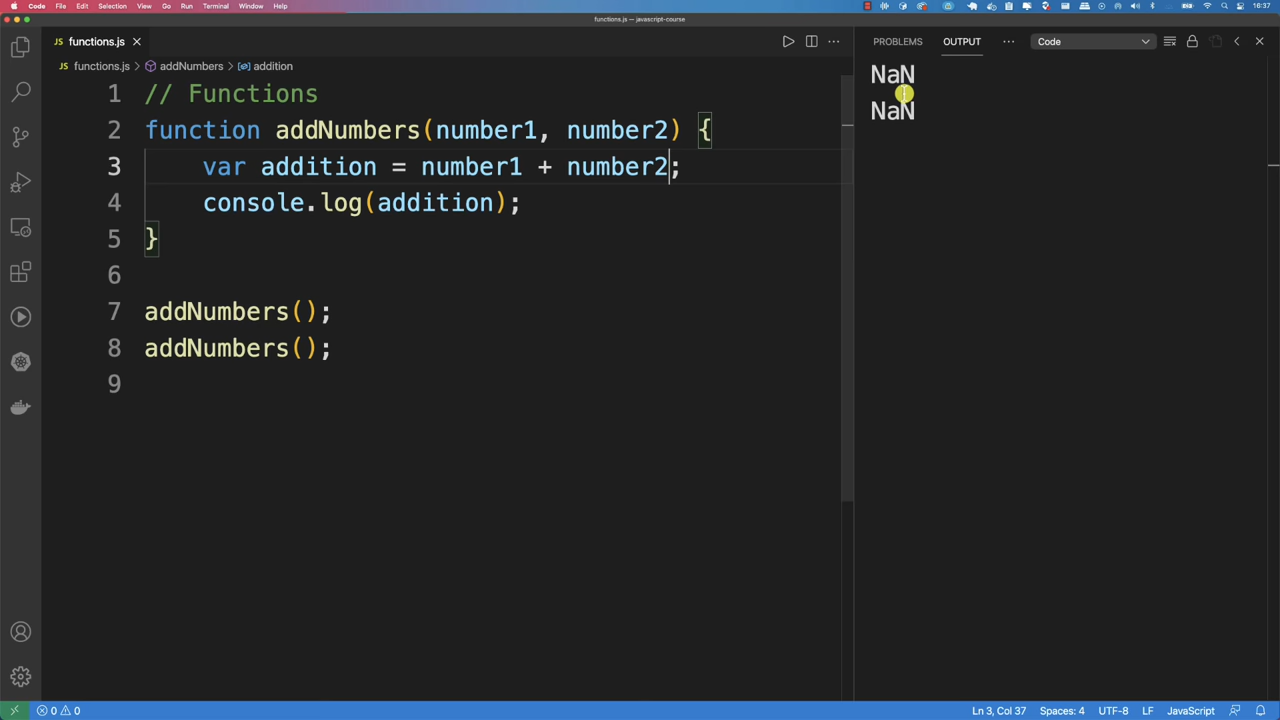 Code File Edit Selection View Go Run Terminal Window Help 16:37
functions.js — javascript-course
JS functions.js
PROBLEMS OUTPUT Code
JS functions.js > addNumbers > addition
1 // Functions
2 function addNumbers(number1, number2) {
3 var addition = number1 + number2;
4 console.log(addition);
5 }
6
7 addNumbers();
8 addNumbers();
9
NaN
NaN
0 0 Ln 3, Col 37 Spaces: 4 UTF-8 LF JavaScript